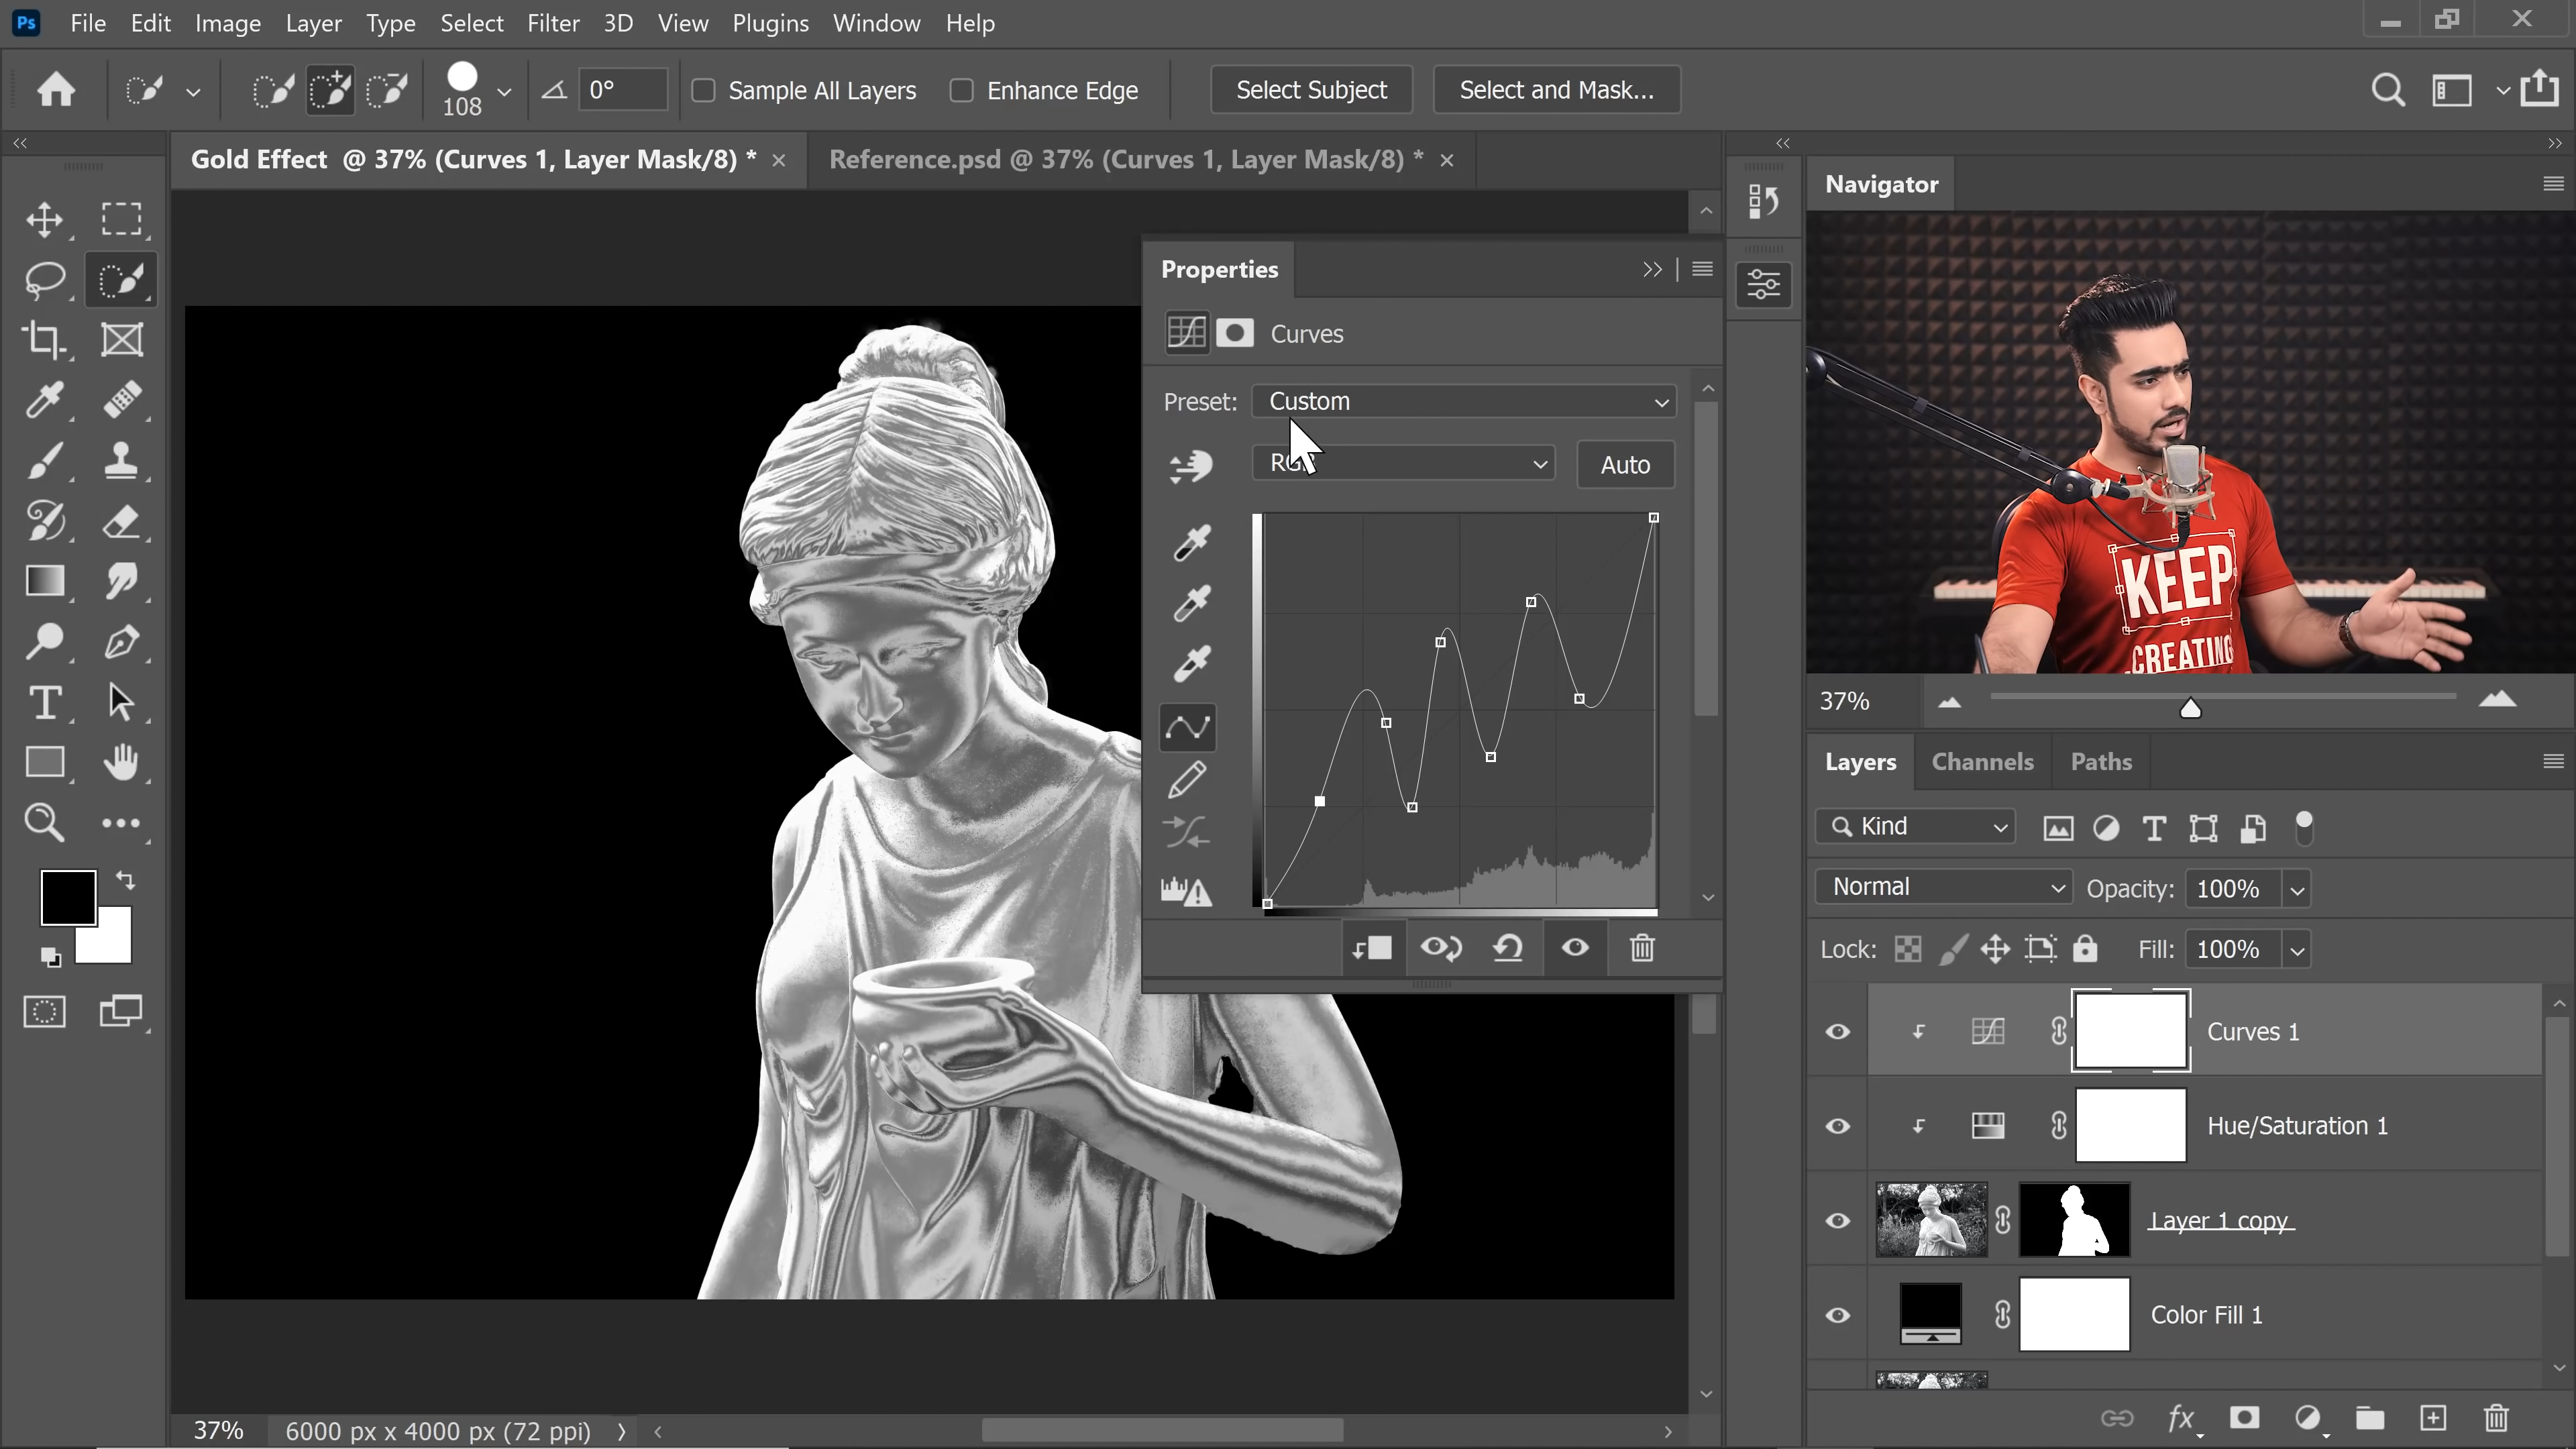 Ps File Edit Image Layer Type Select Filter 3D View Plugins Window Help
108 0° Sample All Layers Enhance Edge Select Subject Select and Mask...
Gold Effect @ 37% (Curves 1, Layer Mask/8) * × Reference.psd @ 37% (Curves 1, Layer Mask/8) * ×
Navigator
Properties
Curves
Preset: Custom
Auto
KEEP
CREATING
37%
Layers Channels Paths
Kind
Normal Opacity: 100%
Lock: Fill: 100%
Curves 1
Hue/Saturation 1
Layer 1 copy
Color Fill 1
fx
37% 6000 px x 4000 px (72 ppi)